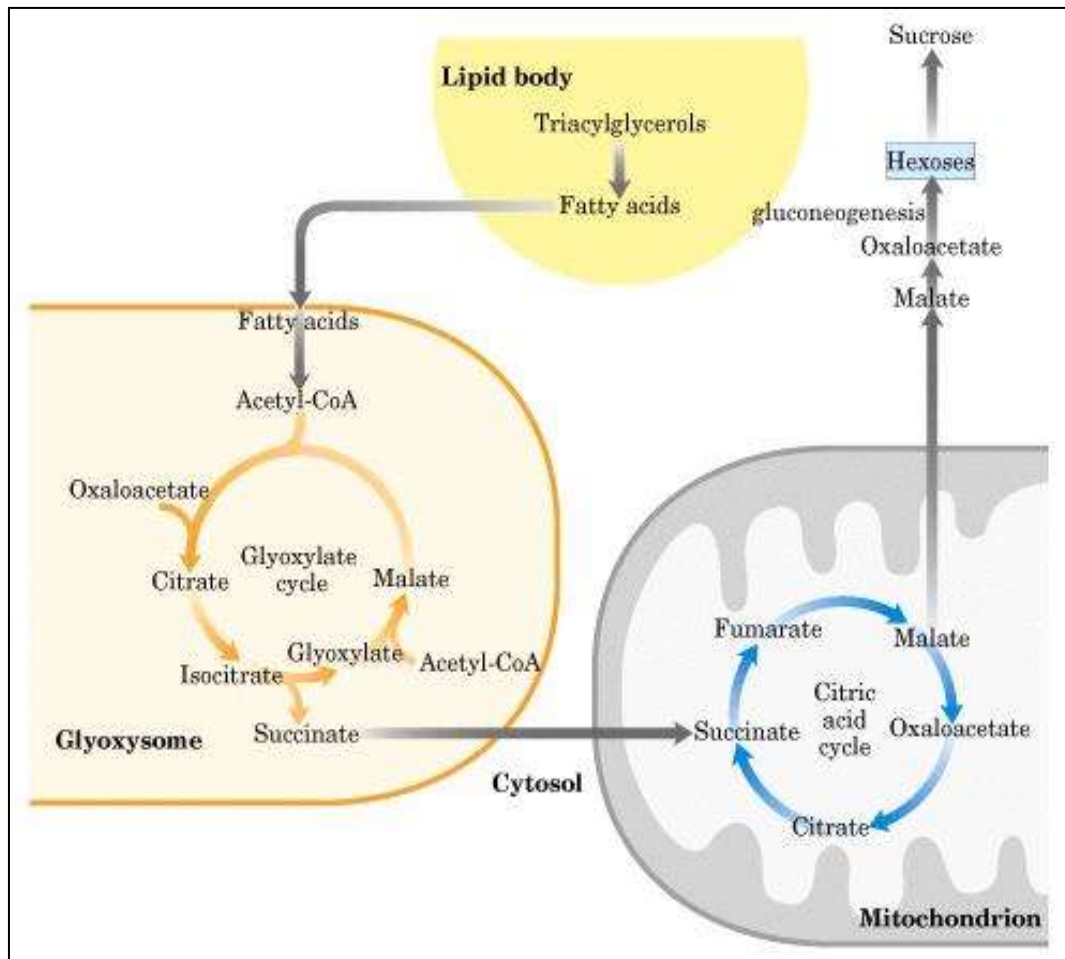 Sucrose
Lipid body
Triacylglycerols
Hexoses
Fatty acids
gluconeogenesis
Oxaloacetate
Malate
Fatty acids
Acetyl-CoA
Oxaloacetate
Glyoxylate
cycle
Citrate
Malate
Glyoxylate
Acetyl-CoA
Isocitrate
Succinate
Glyoxysome
Cytosol
Fumarate
Malate
Citric
acid
cycle
Succinate
Oxaloacetate
Citrate
Mitochondrion